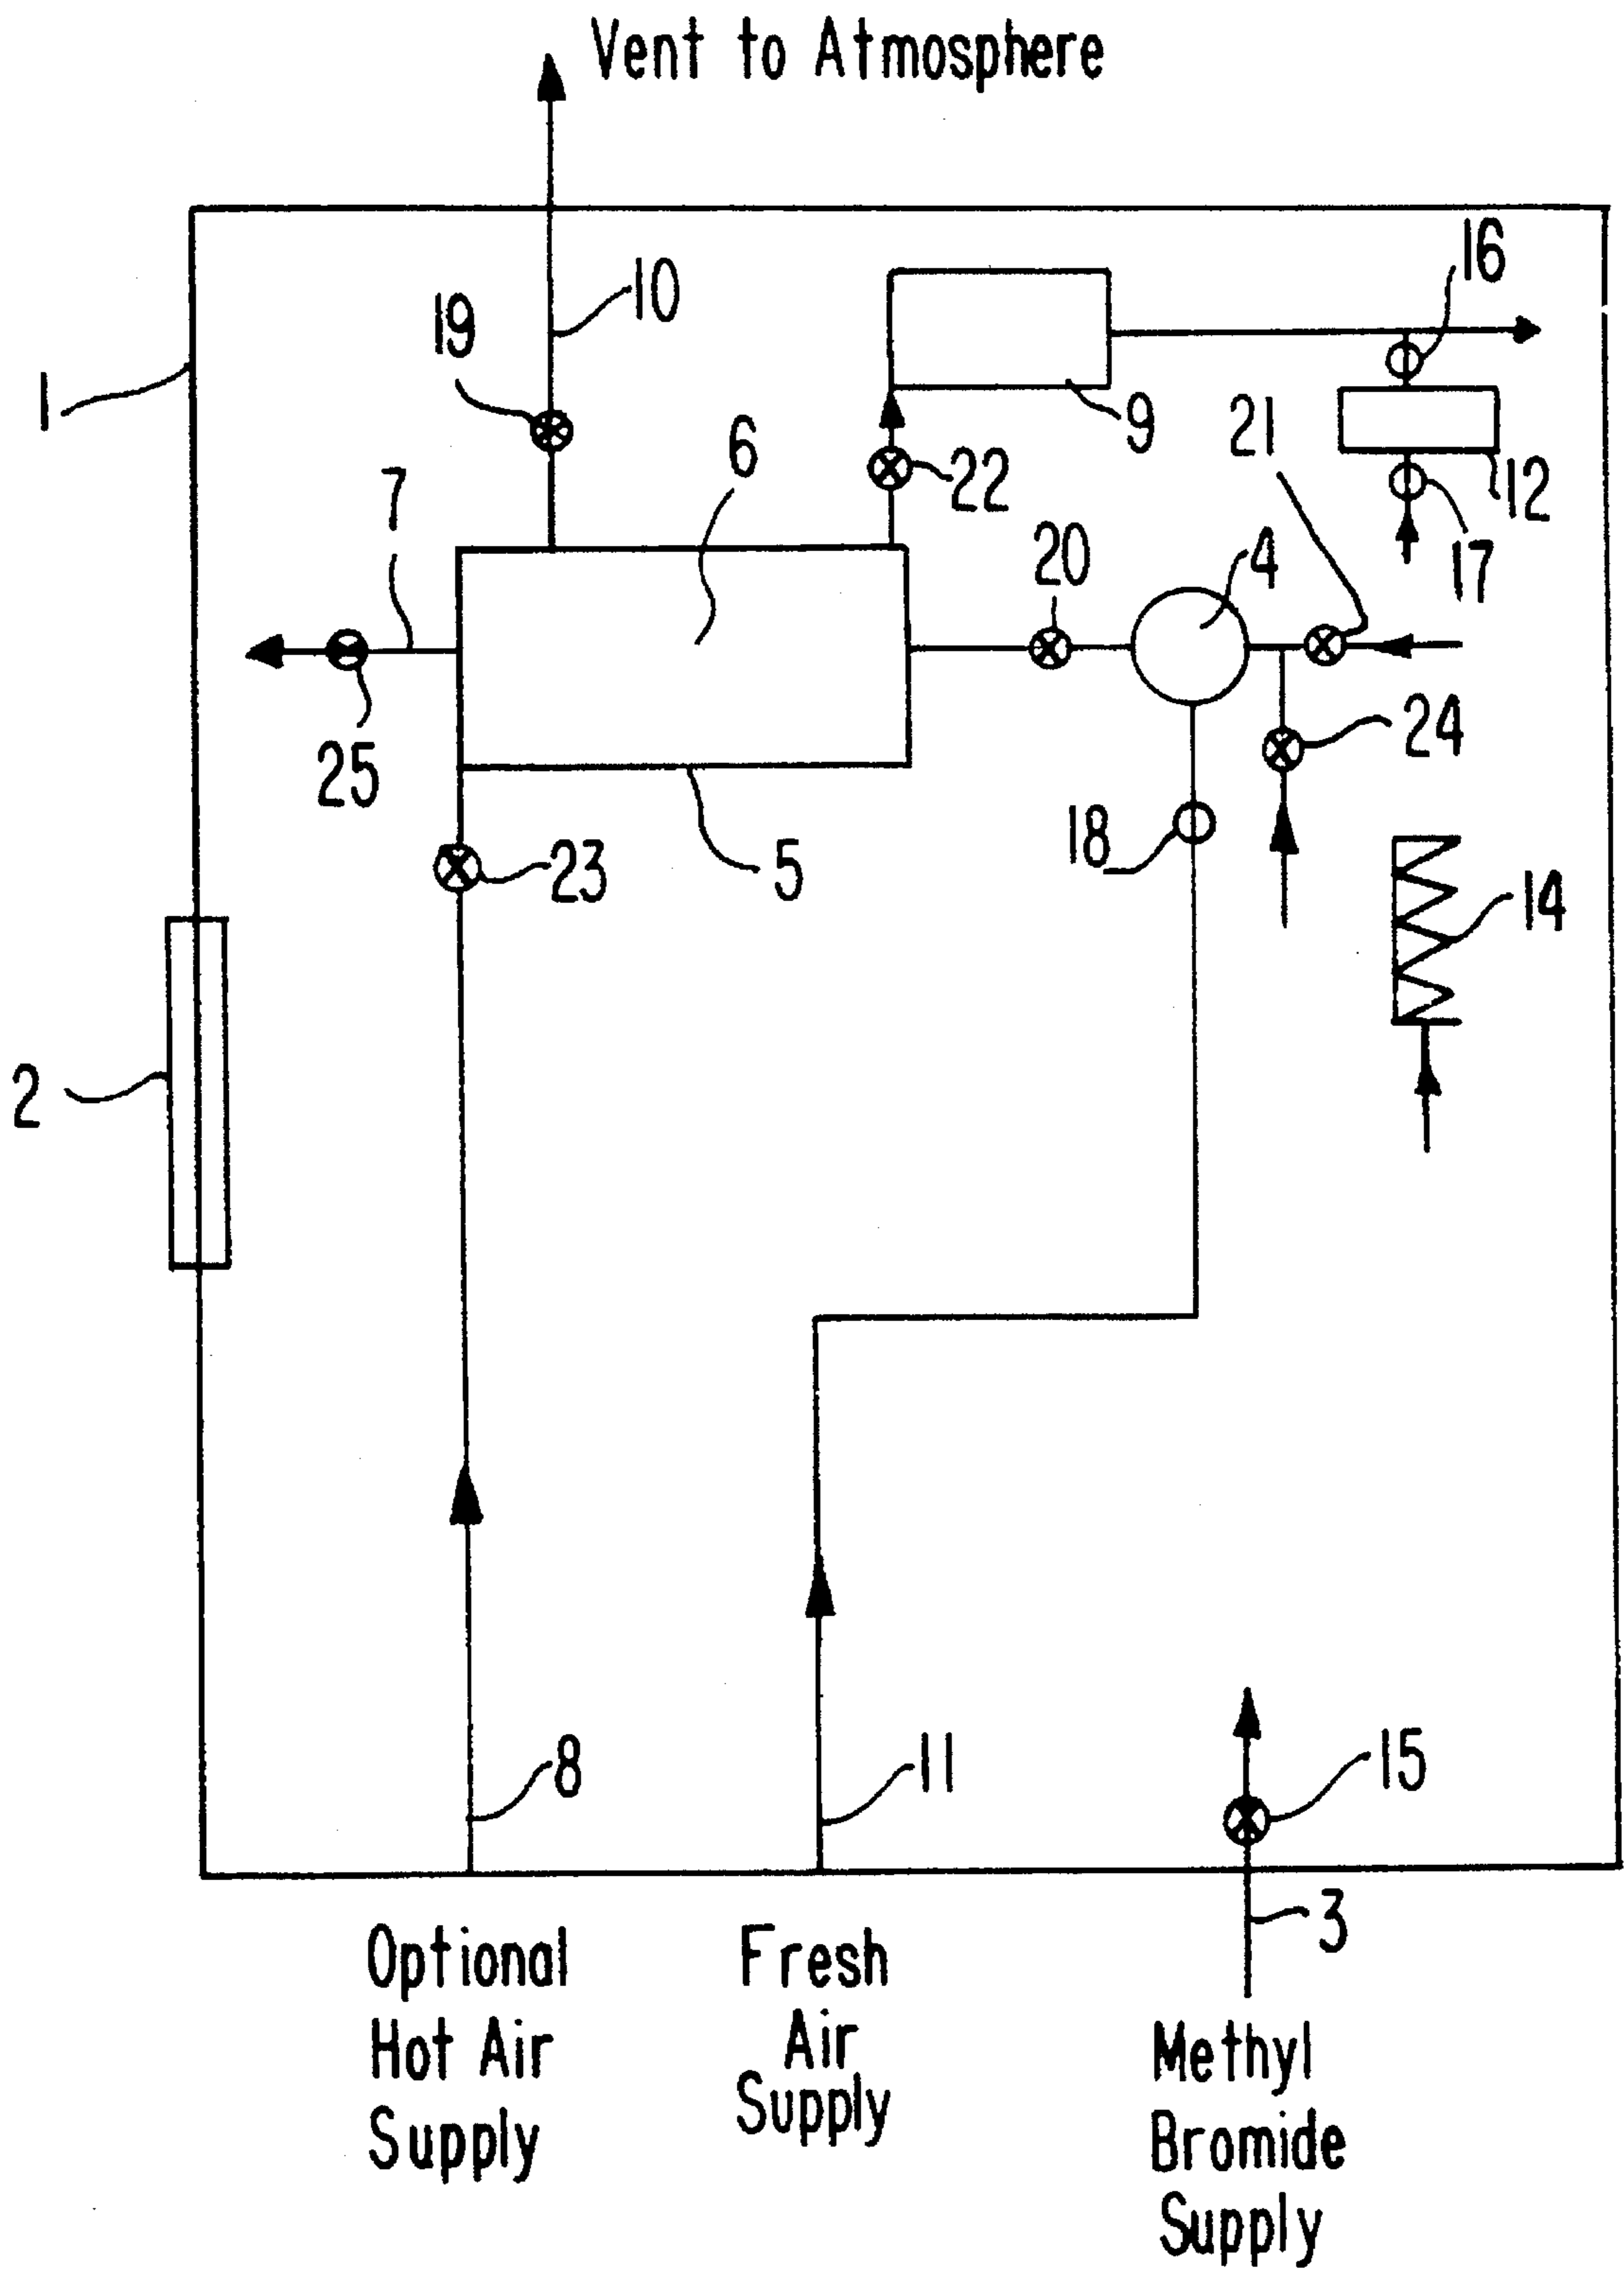 Vent to Atmosphere
16
10
19
1
9
21
6
22
12
7
20
4
17
24
25
18
5
23
14
2
8
11
15
3
Optional
Hot Air
Supply
Fresh
Air
Supply
Methyl
Bromide
Supply